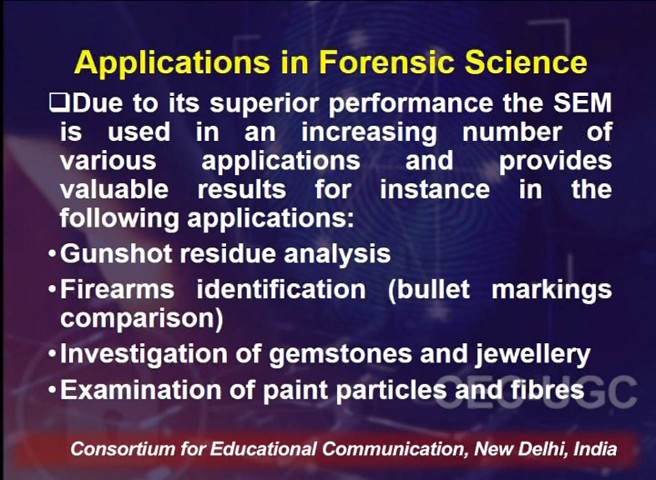 Applications in Forensic Science
❑Due to its superior performance the SEM
is used in an increasing number of
various applications and provides
valuable results for instance in the
following applications:
•Gunshot residue analysis
•Firearms identification (bullet markings
comparison)
•Investigation of gemstones and jewellery
•Examination of paint particles and fibres
CEC-UGC
Consortium for Educational Communication, New Delhi, India